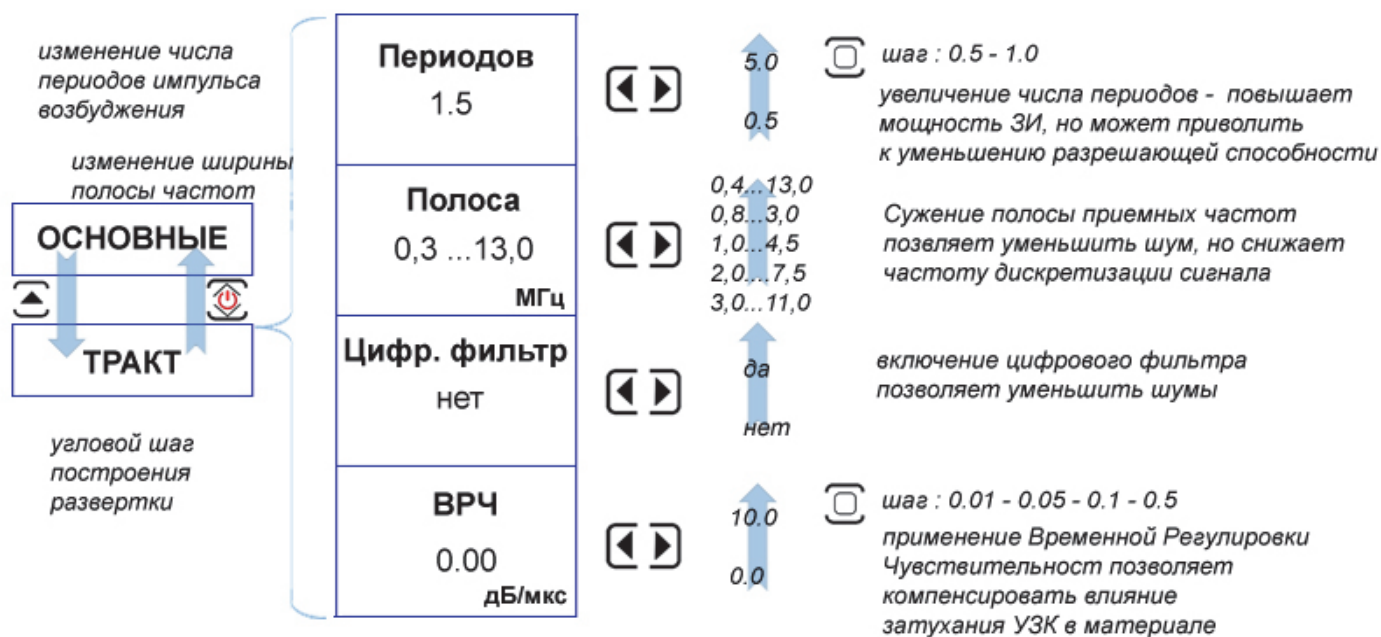 изменение числа
периодов импульса
возбуждения
изменение ширины
полосы частот
ОСНОВНЫЕ
ТРАКТ
угловой шаг
построения
развертки
Периодов
1.5
5.0
0.5
шаг : 0.5 - 1.0
увеличение числа периодов - повышает
мощность ЗИ, но может приволить
к уменьшению разрешающей способности
Полоса
0,3 ...13,0
МГц
0,4...13,0
0,8...3,0
1,0...4,5
2,0....7,5
3,0...11,0
Сужение полосы приемных частот
позвляет уменьшить шум, но снижает
частоту дискретизации сигнала
Цифр. фильтр
нет
да
нет
включение цифрового фильтра
позволяет уменьшить шумы
ВРЧ
0.00
дБ/мкс
10.0
0.0
шаг : 0.01 - 0.05 - 0.1 - 0.5
применение Временной Регулировки
Чувствительност позволяет
компенсировать влияние
затухания УЗК в материале